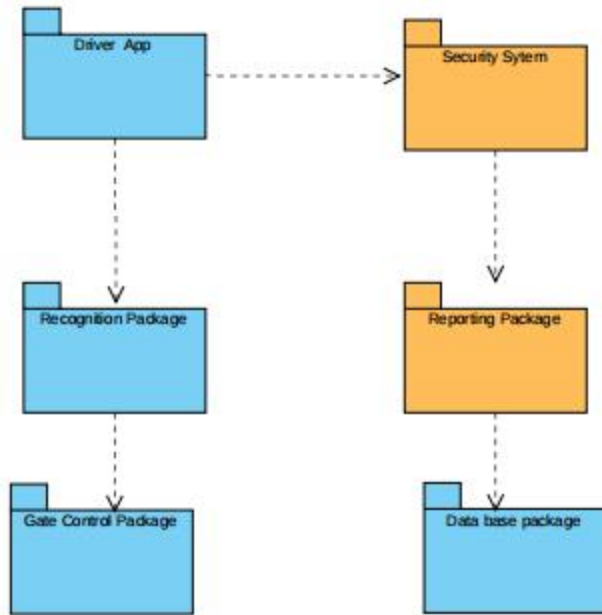 Driver App
Security Sytem
Recognition Package
Reporting Package
Gate Control Package
Data base package